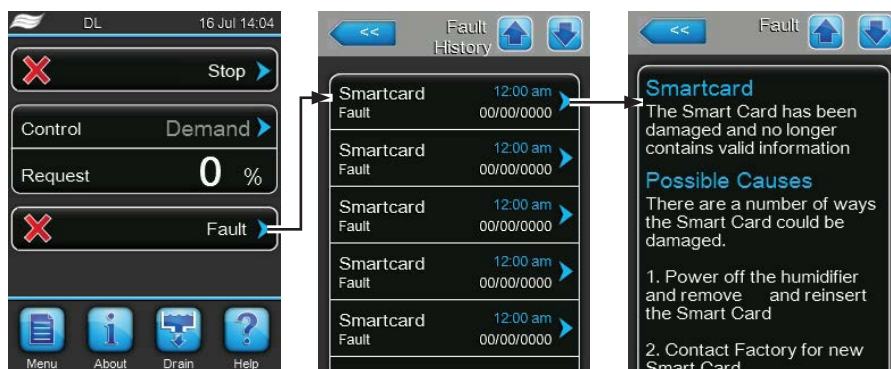 DL 16 Jul 14:04
Stop
Control Demand
Request 0 %
Fault
Menu About Drain Help
<< Fault
History
Smartcard 12:00 am
Fault 00/00/0000
Smartcard 12:00 am
Fault 00/00/0000
Smartcard 12:00 am
Fault 00/00/0000
Smartcard 12:00 am
Fault 00/00/0000
Smartcard 12:00 am
Fault 00/00/0000
<< Fault
Smartcard
The Smart Card has been
damaged and no longer
contains valid information
Possible Causes
There are a number of ways
the Smart Card could be
damaged.
1. Power off the humidifier
and remove and reinsert
the Smart Card
2. Contact Factory for new
Smart Card